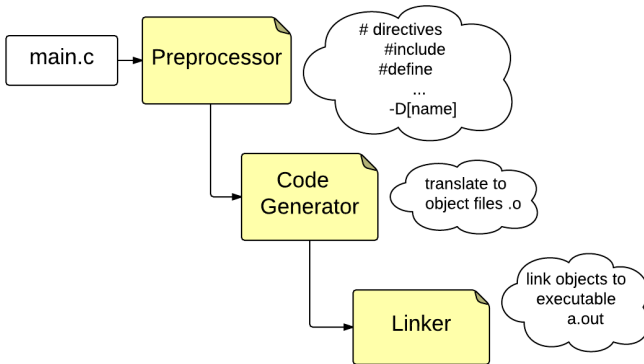 main.c
Preprocessor
# directives
#include
#define
...
-D[name]
Code
Generator
translate to
object files .o
Linker
link objects to
executable
a.out